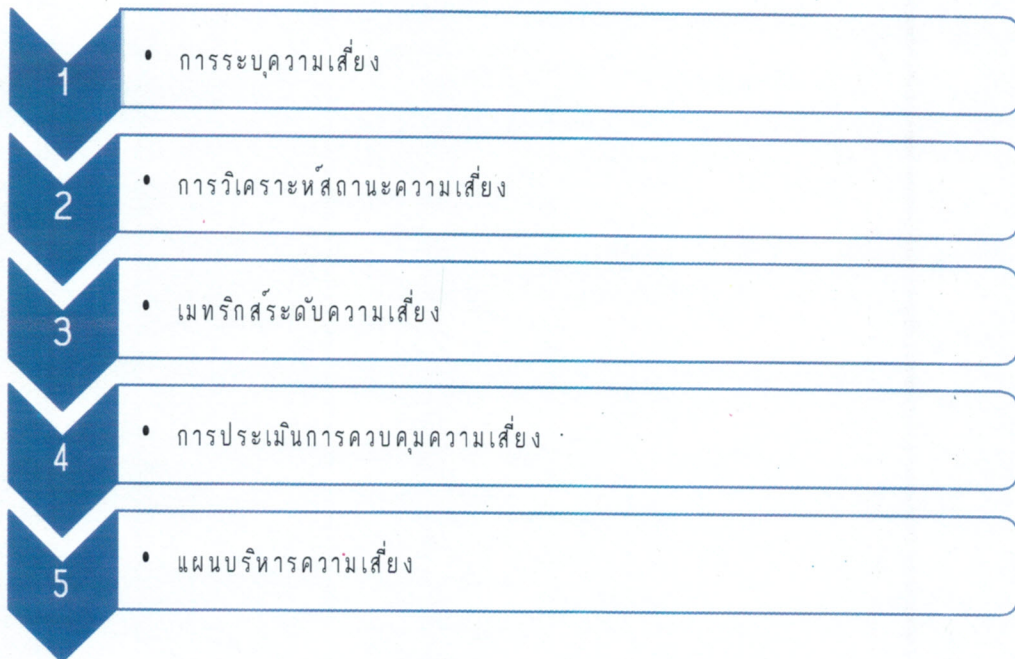 1
• การระบุความเสี่ยง
2
• การวิเคราะห์สถานะความเสี่ยง
3
• เมทริกส์ระดับความเสี่ยง
4
• การประเมินการควบคุมความเสี่ยง
5
• แผนบริหารความเสี่ยง